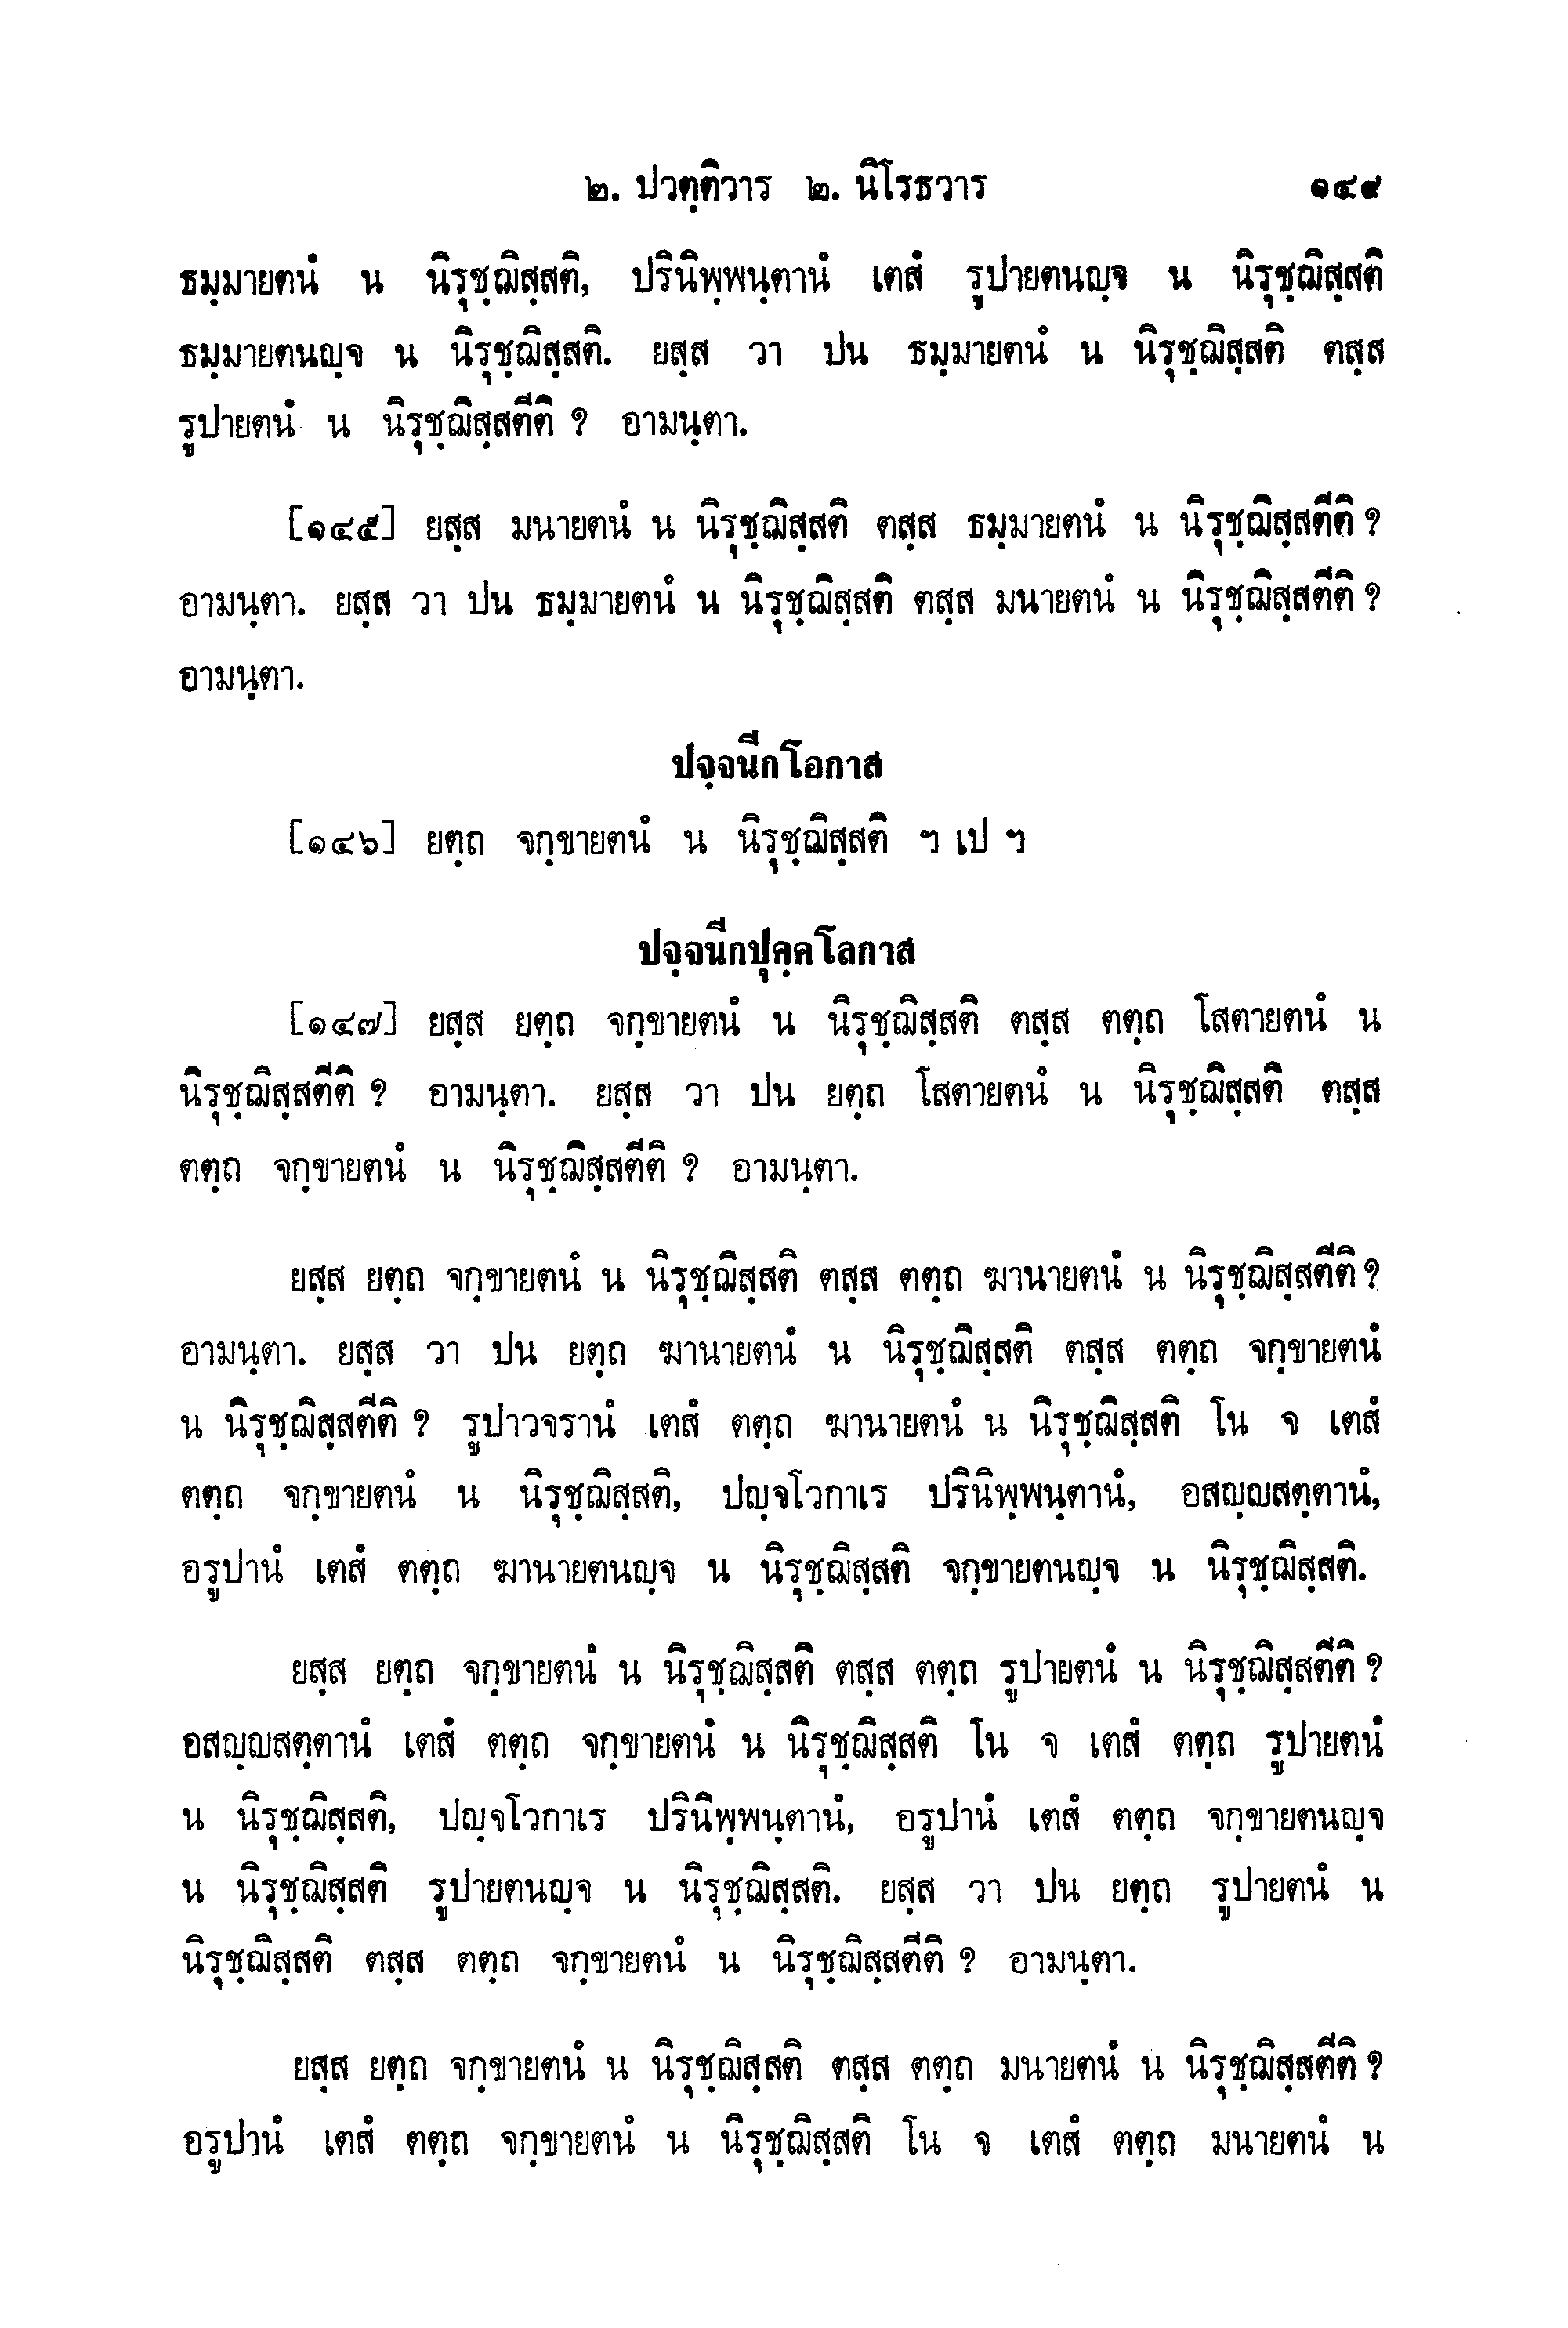 ๒. ปวตฺติวาร ๒. นิโรธวาร ๑๔๙
ธมฺมายตนํ น นิรุชฺฌิสฺสติ, ปรินิพฺพนฺตานํ เตสํ รูปายตนญฺจ น นิรุชฺฌิสฺสติ
ธมฺมายตนญฺจ น นิรุชฺฌิสฺสติ. ยสฺส วา ปน ธมฺมายตนํ น นิรุชฺฌิสฺสติ ตสฺส
รูปายตนํ น นิรุชฺฌิสฺสตีติ ? อามนฺตา.
[๑๔๕] ยสฺส มนายตนํ น นิรุชฺฌิสฺสติ ตสฺส ธมฺมายตนํ น นิรุชฺฌิสฺสตีติ ?
อามนฺตา. ยสฺส วา ปน ธมฺมายตนํ น นิรุชฺฌิสฺสติ ตสฺส มนายตนํ น นิรุชฺฌิสฺสตีติ ?
อามนฺตา.
ปจฺจนีกโอกาส
[๑๔๖] ยตฺถ จกฺขายตนํ น นิรุชฺฌิสฺสติ ฯ เป ฯ
ปจฺจนีกปุคฺคโลกาส
[๑๔๗] ยสฺส ยตฺถ จกฺขายตนํ น นิรุชฺฌิสฺสติ ตสฺส ตตฺถ โสตายตนํ น
นิรุชฺฌิสฺสตีติ ? อามนฺตา. ยสฺส วา ปน ยตฺถ โสตายตนํ น นิรุชฺฌิสฺสติ ตสฺส
ตตฺถ จกฺขายตนํ น นิรุชฺฌิสฺสตีติ ? อามนฺตา.
ยสฺส ยตฺถ จกฺขายตนํ น นิรุชฺฌิสฺสติ ตสฺส ตตฺถ ฆานายตนํ น นิรุชฺฌิสฺสตีติ ?
อามนฺตา. ยสฺส วา ปน ยตฺถ ฆานายตนํ น นิรุชฺฌิสฺสติ ตสฺส ตตฺถ จกฺขายตนํ
น นิรุชฺฌิสฺสตีติ ? รูปาวจรานํ เตสํ ตตฺถ ฆานายตนํ น นิรุชฺฌิสฺสติ โน จ เตสํ
ตตฺถ จกฺขายตนํ น นิรุชฺฌิสฺสติ, ปญฺจโวกาเร ปรินิพฺพนฺตานํ, อสญฺญสตฺตานํ,
อรูปานํ เตสํ ตตฺถ ฆานายตนญฺจ น นิรุชฺฌิสฺสติ จกฺขายตนญฺจ น นิรุชฺฌิสฺสติ.
ยสฺส ยตฺถ จกฺขายตนํ น นิรุชฺฌิสฺสติ ตสฺส ตตฺถ รูปายตนํ น นิรุชฺฌิสฺสตีติ ?
อสญฺญสตฺตานํ เตสํ ตตฺถ จกฺขายตนํ น นิรุชฺฌิสฺสติ โน จ เตสํ ตตฺถ รูปายตนํ
น นิรุชฺฌิสฺสติ, ปญฺจโวกาเร ปรินิพฺพนฺตานํ, อรูปานํ เตสํ ตตฺถ จกฺขายตนญฺจ
น นิรุชฺฌิสฺสติ รูปายตนญฺจ น นิรุชฺฌิสฺสติ. ยสฺส วา ปน ยตฺถ รูปายตนํ น
นิรุชฺฌิสฺสติ ตสฺส ตตฺถ จกฺขายตนํ น นิรุชฺฌิสฺสตีติ ? อามนฺตา.
ยสฺส ยตฺถ จกฺขายตนํ น นิรุชฺฌิสฺสติ ตสฺส ตตฺถ มนายตนํ น นิรุชฺฌิสฺสตีติ ?
อรูปานํ เตสํ ตตฺถ จกฺขายตนํ น นิรุชฺฌิสฺสติ โน จ เตสํ ตตฺถ มนายตนํ น